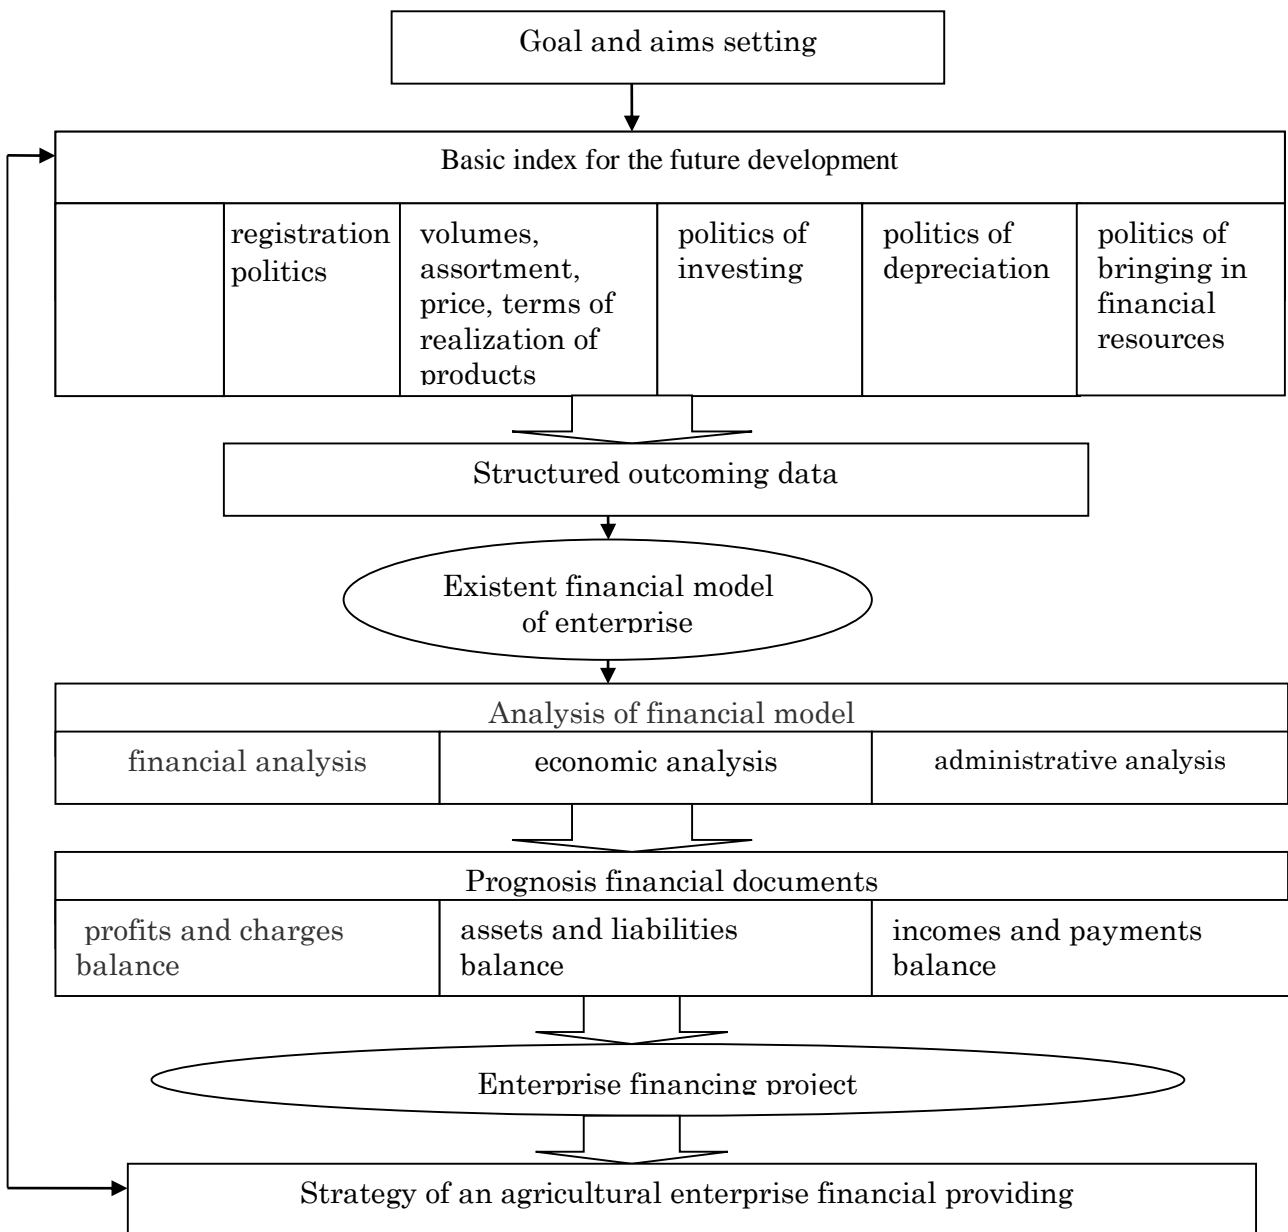 Goal and aims setting
Basic index for the future development
registration
politics
volumes,
assortment,
price, terms of
realization of
products
politics of
investing
politics of
depreciation
politics of
bringing in
financial
resources
Structured outcoming data
Existent financial model
of enterprise
Analysis of financial model
financial analysis
economic analysis
administrative analysis
Prognosis financial documents
profits and charges
balance
assets and liabilities
balance
incomes and payments
balance
Enterprise financing project
Strategy of an agricultural enterprise financial providing